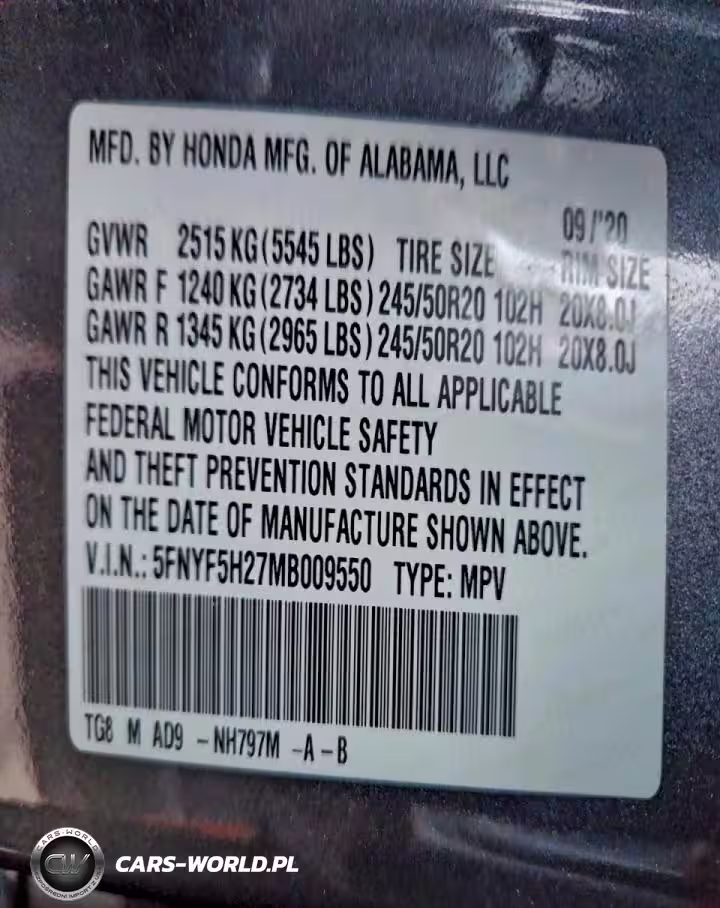 MFD. BY HONDA MFG. OF ALABAMA, LLC
09/'20
GVWR 2515 KG (5545 LBS) TIRE SIZE RIM SIZE
GAWR F 1240 KG (2734 LBS) 245/50R20 102H 20X8.0J
GAWR R 1345 KG (2965 LBS) 245/50R20 102H 20X8.0J
THIS VEHICLE CONFORMS TO ALL APPLICABLE
FEDERAL MOTOR VEHICLE SAFETY
AND THEFT PREVENTION STANDARDS IN EFFECT
ON THE DATE OF MANUFACTURE SHOWN ABOVE.
V.I.N.: 5FNYF5H27MB009550 TYPE: MPV
TG8 M AD9 -NH797M -A-B
CARS-WORLD
CW
CARS-WORLD.PL